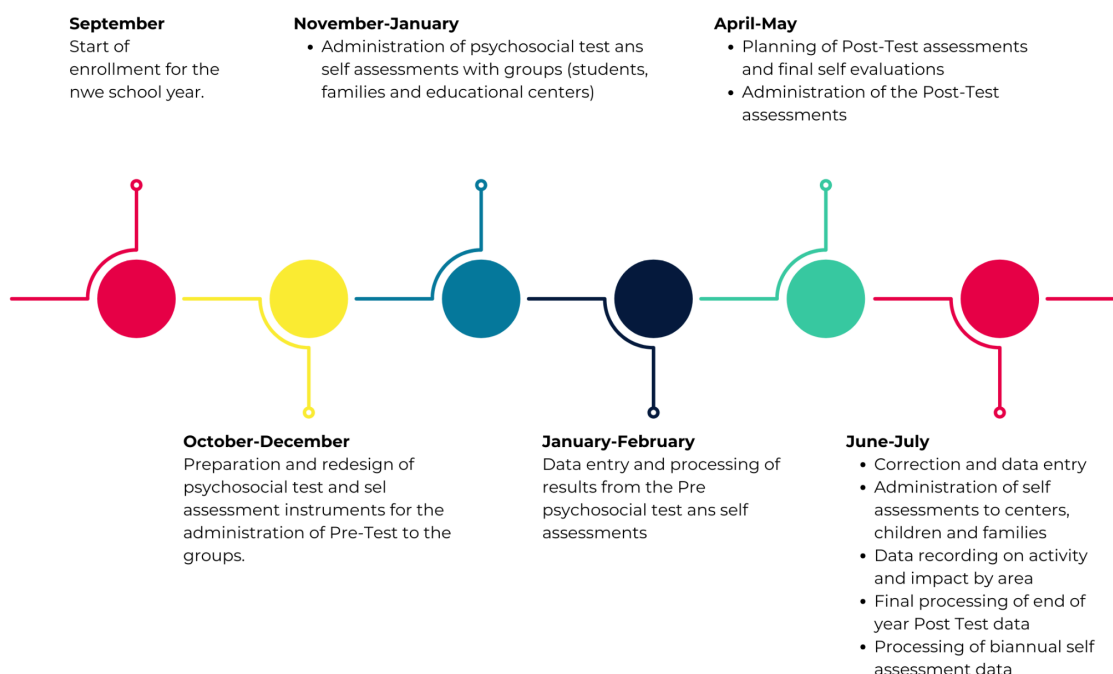 September
Start of
enrollment for the
nwe school year.
November-January
• Administration of psychosocial test ans
self assessments with groups (students,
families and educational centers)
April-May
• Planning of Post-Test assessments
and final self evaluations
• Administration of the Post-Test
assessments
October-December
Preparation and redesign of
psychosocial test and sel
assessment instruments for the
administration of Pre-Test to the
groups.
January-February
Data entry and processing of
results from the Pre
psychosocial test ans self
assessments
June-July
• Correction and data entry
• Administration of self
assessments to centers,
children and families
• Data recording on activity
and impact by area
• Final processing of end of
year Post Test data
• Processing of biannual self
assessment data